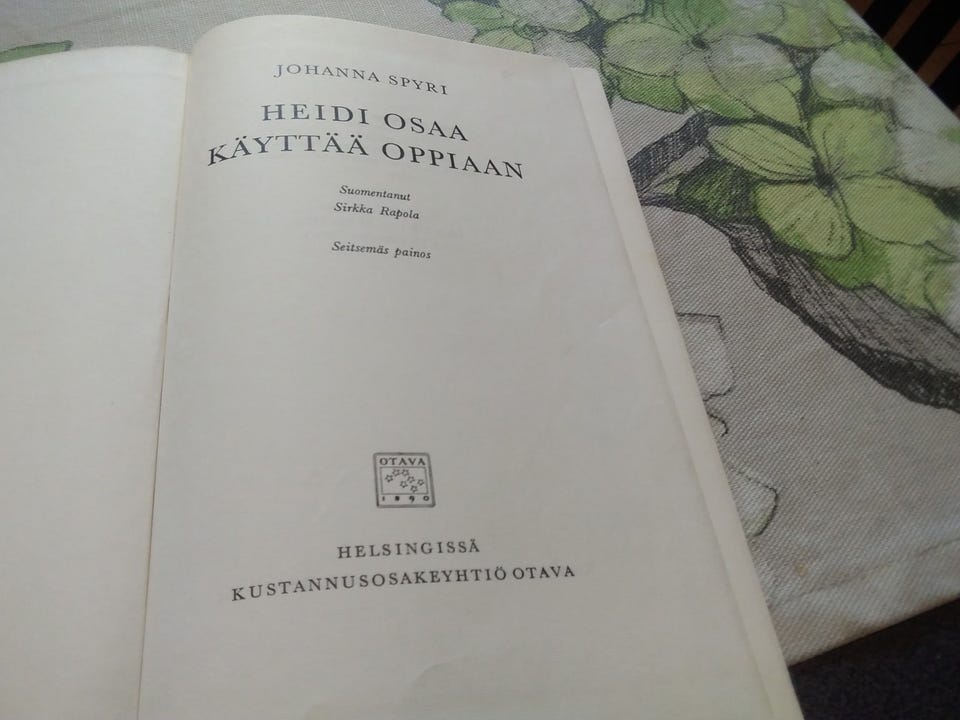 JOHANNA SPYRI
HEIDI OSAA
KÄYTTÄÄ OPPIAAN
Suomentanut
Sirkka Rapola
Seitsemäs painos
OTAVA
1890
HELSINGISSÄ
KUSTANNUSOSAKEYHTIÖ OTAVA